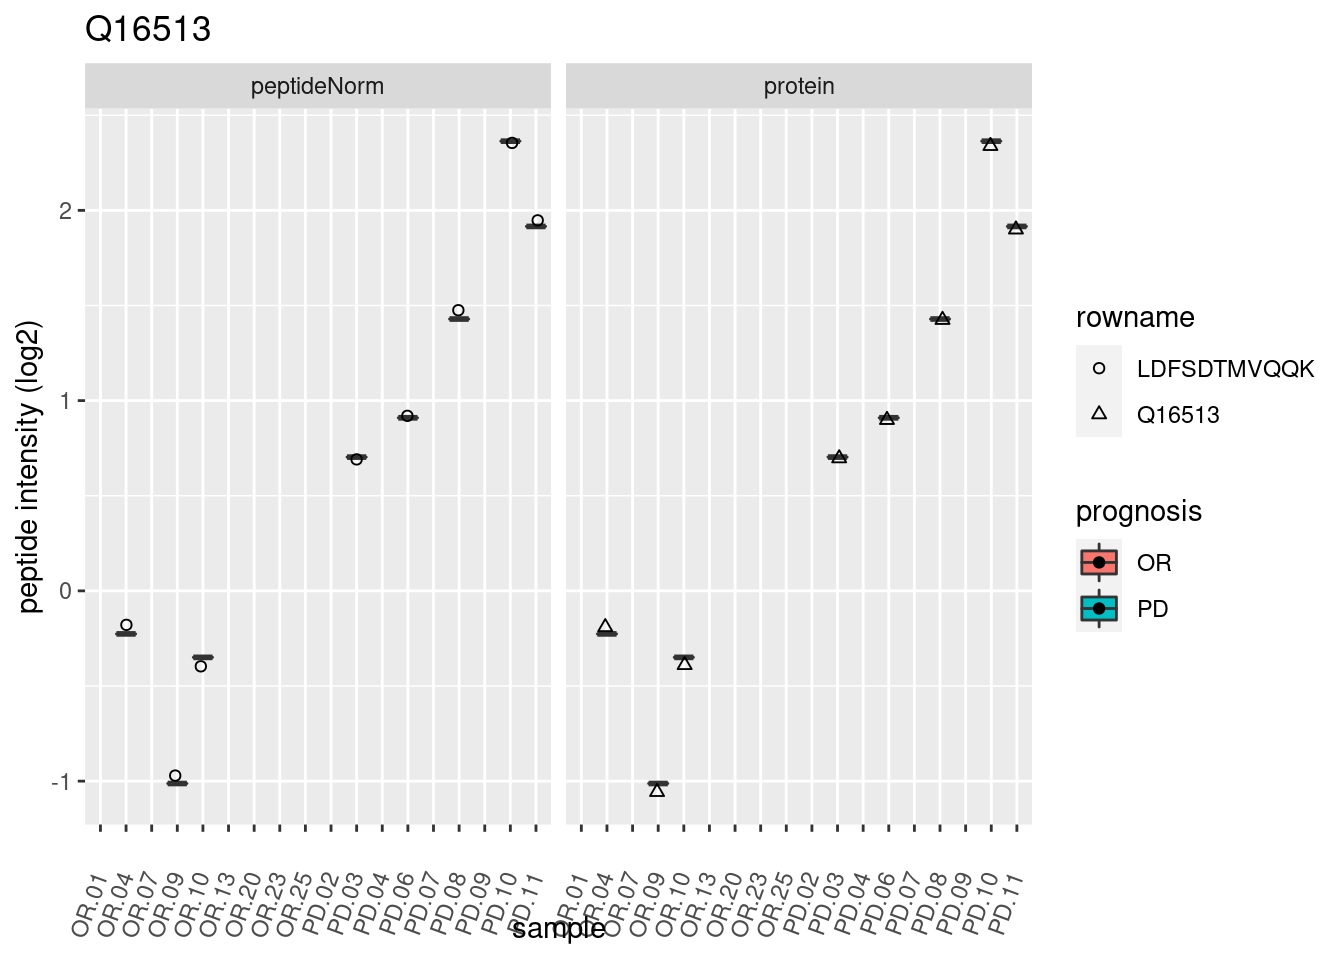 Q16513
peptideNorm
protein
peptide intensity (log2)
2
1
0
-1
OR.01
OR.04
OR.07
OR.09
OR.10
OR.13
OR.20
OR.23
OR.25
PD.02
PD.03
PD.04
PD.06
PD.07
PD.08
PD.09
PD.10
PD.11
OR.01
OR.04
OR.07
OR.09
OR.10
OR.13
OR.20
OR.23
OR.25
PD.02
PD.03
PD.04
PD.06
PD.07
PD.08
PD.09
PD.10
PD.11
sample
rowname
LDFSDTMVQQK
Q16513
prognosis
OR
PD